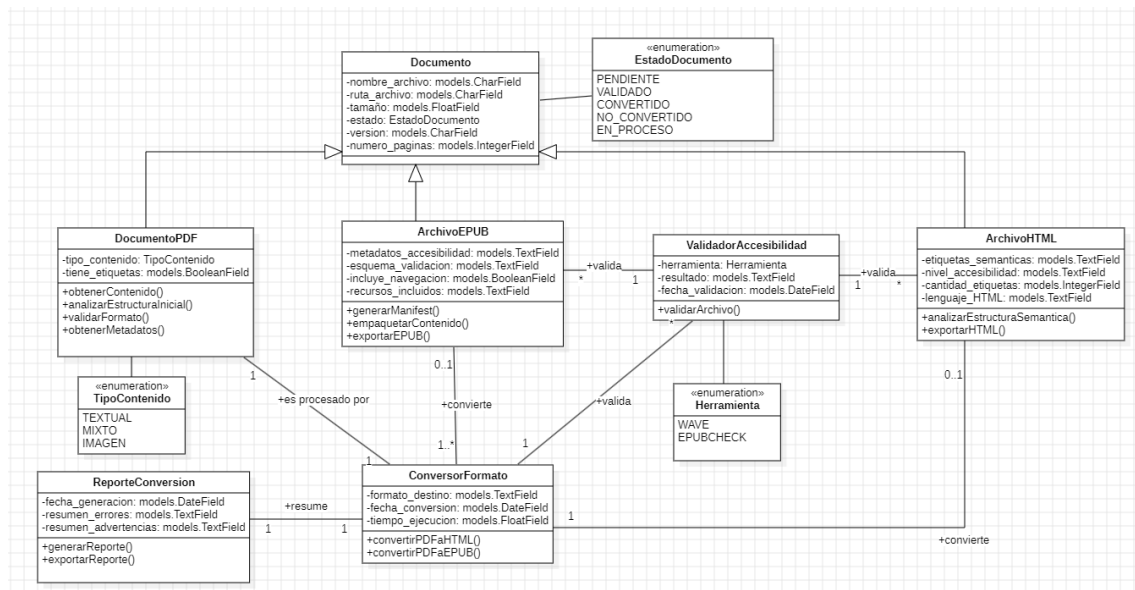 Documento
-nombre_archivo: models.CharField
-ruta_archivo: models.CharField
-tamaño: models.FloatField
-estado: EstadoDocumento
-version: models.CharField
-numero_paginas: models.IntegerField
«enumeration»
EstadoDocumento
PENDIENTE
VALIDADO
CONVERTIDO
NO_CONVERTIDO
EN_PROCESO
DocumentoPDF
-tipo_contenido: TipoContenido
-tiene_etiquetas: models.BooleanField
+obtenerContenido()
+analizarEstructuraInicial()
+validarFormato()
+obtenerMetadatos()
ArchivoEPUB
-metadatos_accesibilidad: models.TextField
-esquema_validacion: models.TextField
-incluye_navegacion: models.BooleanField
-recursos_incluidos: models.TextField
+generarManifest()
+empaquetarContenido()
+exportarEPUB()
+valida
*
1
ValidadorAccesibilidad
-herramienta: Herramienta
-resultado: models.TextField
-fecha_validacion: models.DateField
+validarArchivo()
+valida
1
*
ArchivoHTML
-etiquetas_semanticas: models.TextField
-nivel_accesibilidad: models.TextField
-cantidad_etiquetas: models.IntegerField
-lenguaje_HTML: models.TextField
+analizarEstructuraSemantica()
+exportarHTML()
«enumeration»
TipoContenido
TEXTUAL
MIXTO
IMAGEN
1
+es procesado por
1
0..1
+convierte
1..*
*
+valida
1
«enumeration»
Herramienta
WAVE
EPUBCHECK
0..1
ReporteConversion
-fecha_generacion: models.DateField
-resumen_errores: models.TextField
-resumen_advertencias: models.TextField
+generarReporte()
+exportarReporte()
+resume
1
1
ConversorFormato
-formato_destino: models.TextField
-fecha_conversion: models.DateField
-tiempo_ejecucion: models.FloatField
+convertirPDFaHTML()
+convertirPDFaEPUB()
1
+convierte